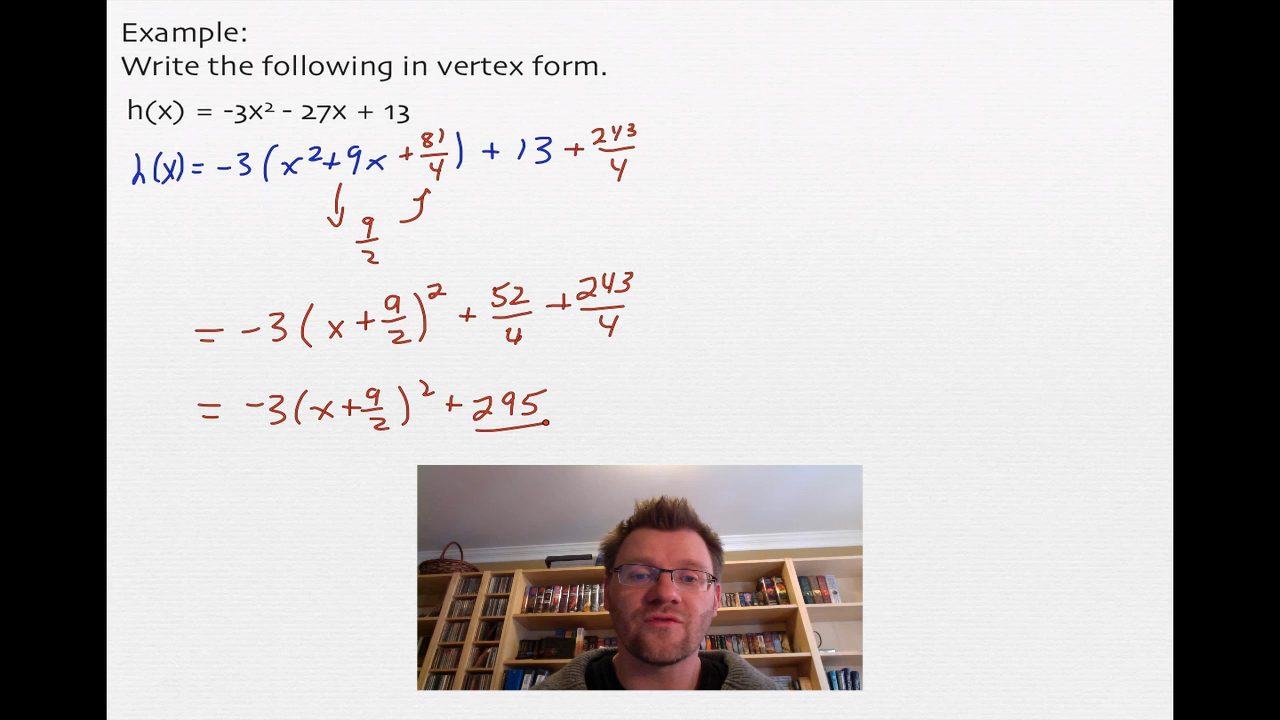 Example:
Write the following in vertex form.
h(x) = -3x² - 27x + 13
h(x) = -3(x² + 9x + 81/4) + 13 + 243/4
9/2
= -3(x + 9/2)² + 52/4 + 243/4
= -3(x + 9/2)² + 295